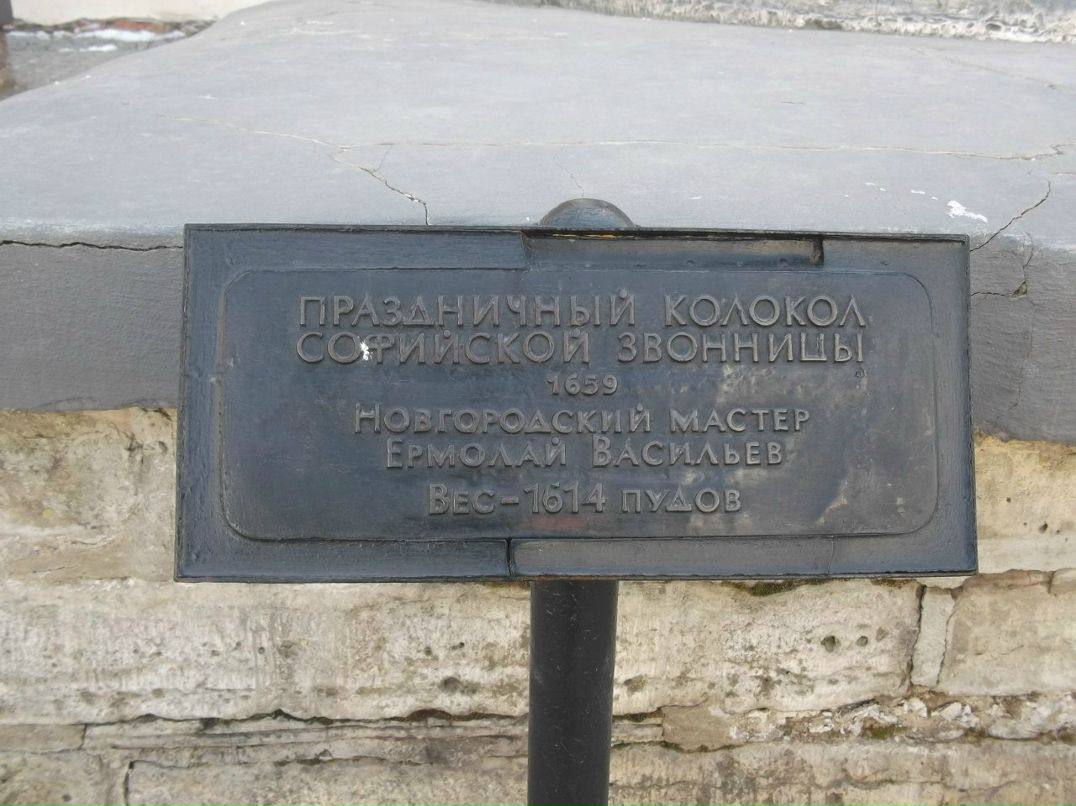 ПРАЗДНИЧНЫЙ КОЛОКОЛ
СОФИЙСКОЙ ЗВОННИЦЫ
1659
НОВГОРОДСКИЙ МАСТЕР
ЕРМОЛАЙ ВАСИЛЬЕВ
ВЕС - 1614 ПУДОВ